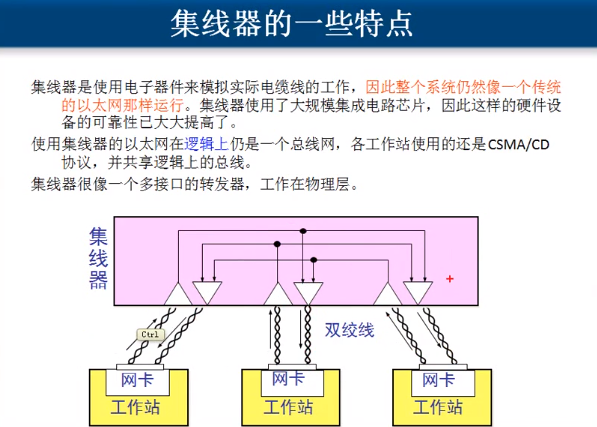 集线器的一些特点
集线器是使用电子器件来模拟实际电缆线的工作，因此整个系统仍然像一个传统
的以太网那样运行。集线器使用了大规模集成电路芯片，因此这样的硬件设
备的可靠性已大大提高了。
使用集线器的以太网在逻辑上仍是一个总线网，各工作站使用的还是CSMA/CD
协议，并共享逻辑上的总线。
集线器很像一个多接口的转发器，工作在物理层。
集线器
Ctrl
双绞线
网卡 网卡 网卡
工作站 工作站 工作站